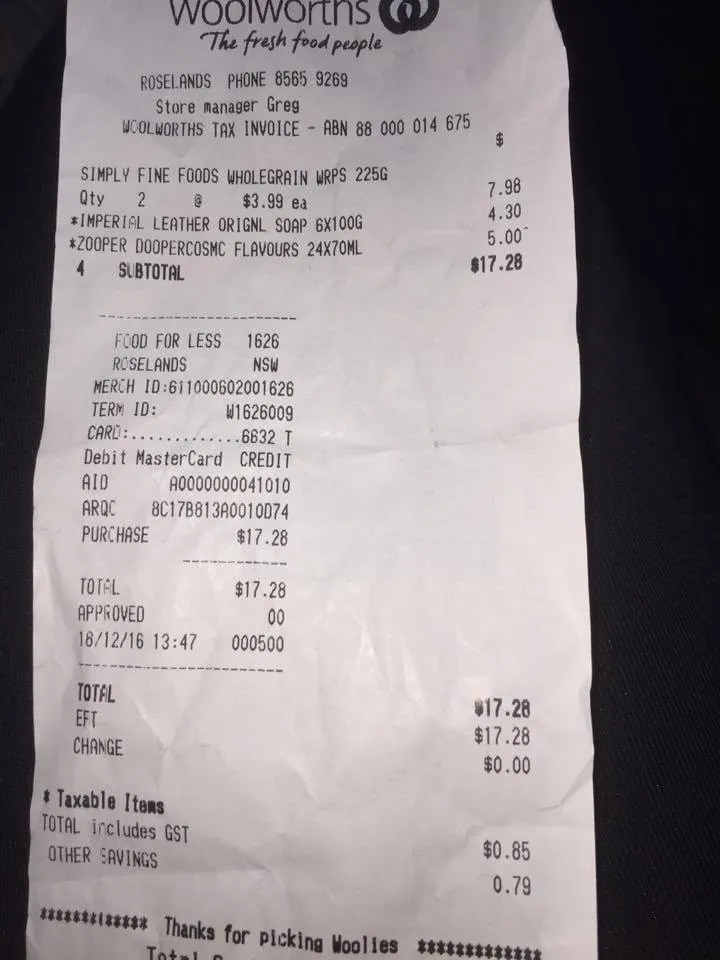 Woolworths
The fresh food people
ROSELANDS PHONE 8565 9269
Store manager Greg
WOOLWORTHS TAX INVOICE - ABN 88 000 014 675
$
SIMPLY FINE FOODS WHOLEGRAIN WRPS 225G
Qty 2 @ $3.99 ea 7.98
*IMPERIAL LEATHER ORIGNL SOAP 6X100G 4.30
*ZOOPER DOOPERCOSMC FLAVOURS 24X70ML 5.00^
4 SUBTOTAL $17.28
--------------------
FOOD FOR LESS 1626
ROSELANDS NSW
MERCH ID:611000602001626
TERM ID: W1626009
CARD:.............6632 T
Debit MasterCard CREDIT
AID A0000000041010
ARQC 8C17B813A0010D74
PURCHASE $17.28
----------
TOTAL $17.28
APPROVED 00
18/12/16 13:47 000500
--------------------
TOTAL $17.28
EFT $17.28
CHANGE $0.00
* Taxable Items
TOTAL includes GST $0.85
OTHER SAVINGS 0.79
************* Thanks for picking Woolies *************